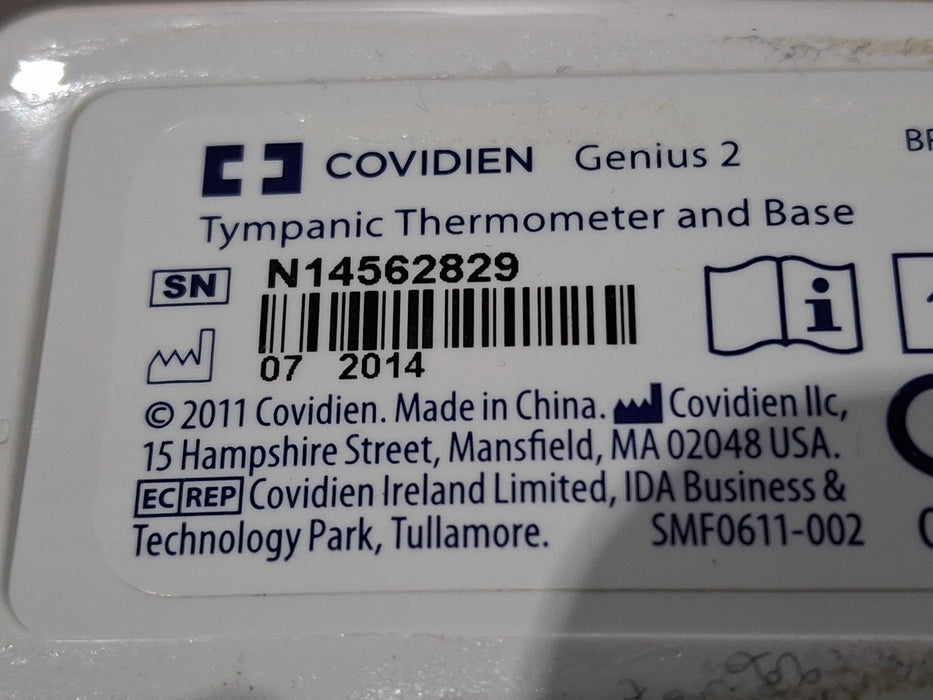 COVIDIEN Genius 2
Tympanic Thermometer and Base
SN N14562829
07 2014
© 2011 Covidien. Made in China. Covidien llc,
15 Hampshire Street, Mansfield, MA 02048 USA.
EC REP Covidien Ireland Limited, IDA Business &
Technology Park, Tullamore. SMF0611-002